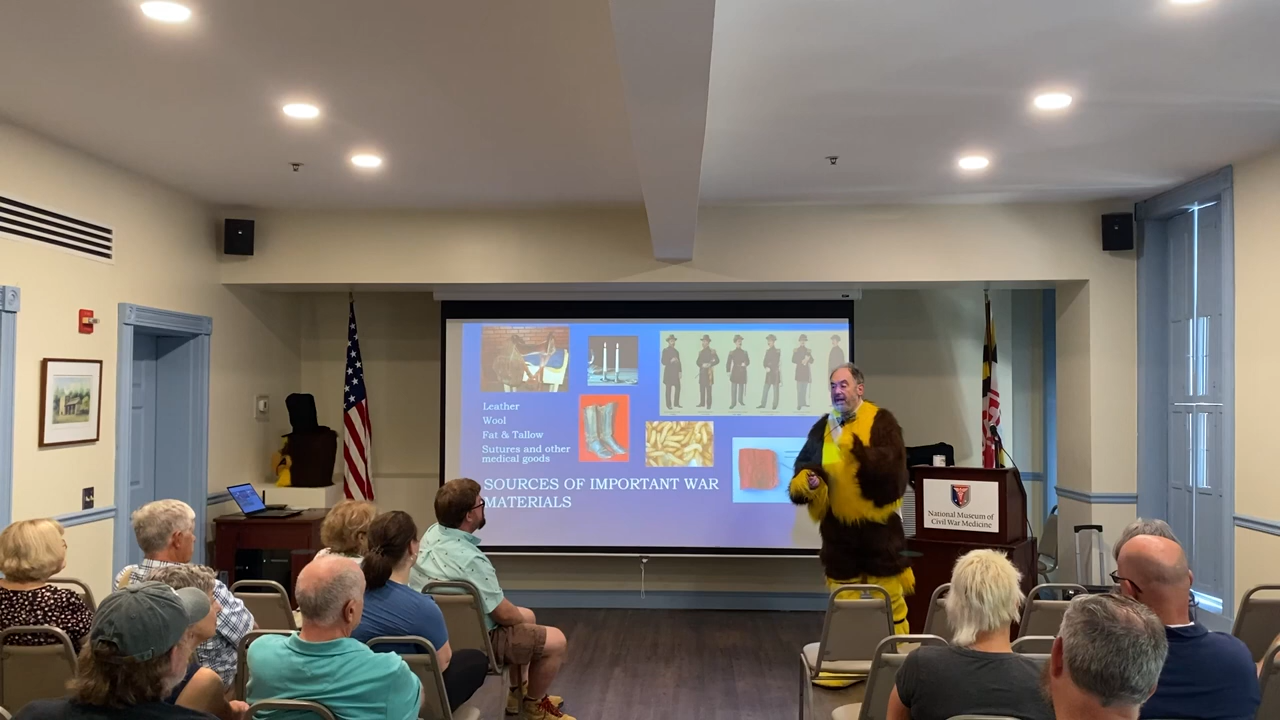 Leather
Wool
Fat & Tallow
Sutures and other
medical goods
SOURCES OF IMPORTANT WAR
MATERIALS
National Museum of
Civil War Medicine